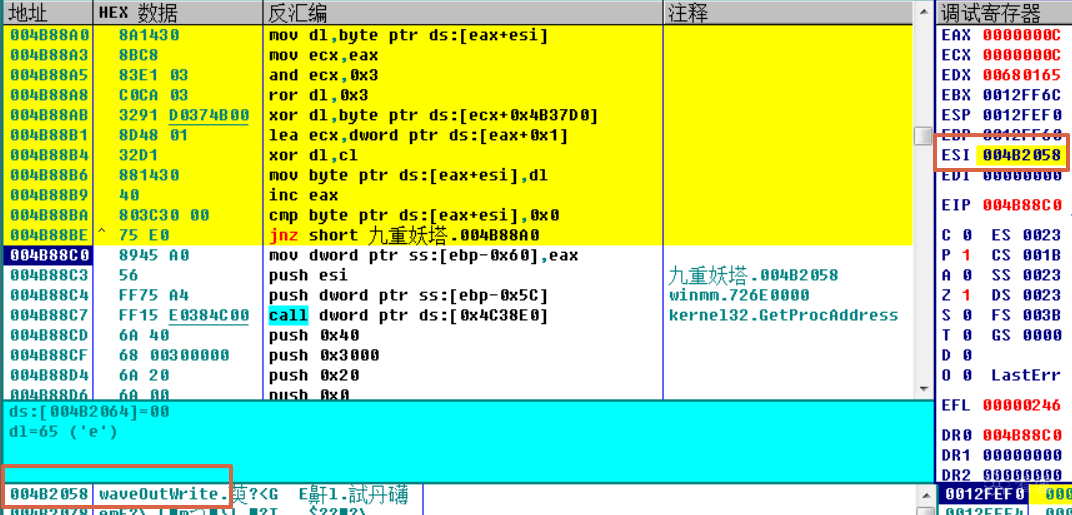 地址 HEX 数据 反汇编 注释 调试寄存器
004B88A0 8A1430 mov dl,byte ptr ds:[eax+esi] EAX 0000000C
004B88A3 8BC8 mov ecx,eax ECX 0000000C
004B88A5 83E1 03 and ecx,0x3 EDX 00680165
004B88A8 C0CA 03 ror dl,0x3 EBX 0012FF6C
004B88AB 3291 D0374B00 xor dl,byte ptr ds:[ecx+0x4B37D0] ESP 0012FEF0
004B88B1 8D48 01 lea ecx,dword ptr ds:[eax+0x1] EBP 0012FF60
004B88B4 32D1 xor dl,cl ESI 004B2058
004B88B6 881430 mov byte ptr ds:[eax+esi],dl EDI 00000000
004B88B9 40 inc eax EIP 004B88C0
004B88BA 803C30 00 cmp byte ptr ds:[eax+esi],0x0
004B88BE ^ 75 E0 jnz short 九重妖塔.004B88A0 C 0 ES 0023
004B88C0 8945 A0 mov dword ptr ss:[ebp-0x60],eax P 1 CS 001B
004B88C3 56 push esi 九重妖塔.004B2058 A 0 SS 0023
004B88C4 FF75 A4 push dword ptr ss:[ebp-0x5C] winmm.726E0000 Z 1 DS 0023
004B88C7 FF15 E0384C00 call dword ptr ds:[0x4C38E0] kernel32.GetProcAddress S 0 FS 003B
004B88CD 6A 40 push 0x40 T 0 GS 0000
004B88CF 68 00300000 push 0x3000 D 0
004B88D4 6A 20 push 0x20 O 0 LastErr
004B88D6 6A 00 push 0x0
ds:[004B2064]=00 EFL 00000246
dl=65 ('e')
DR0 004B88C0
DR1 00000000
DR2 00000000
004B2058 waveOutWrite. 0012FEF0